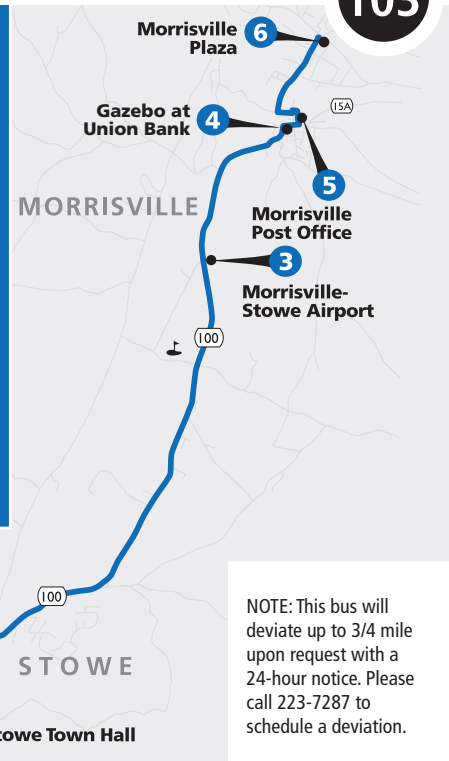 103
Morrisville
Plaza
6
15A
Gazebo at
Union Bank
4
5
MORRISVILLE
Morrisville
Post Office
3
Morrisville-
Stowe Airport
100
100
STOWE
towe Town Hall
NOTE: This bus will
deviate up to 3/4 mile
upon request with a
24-hour notice. Please
call 223-7287 to
schedule a deviation.